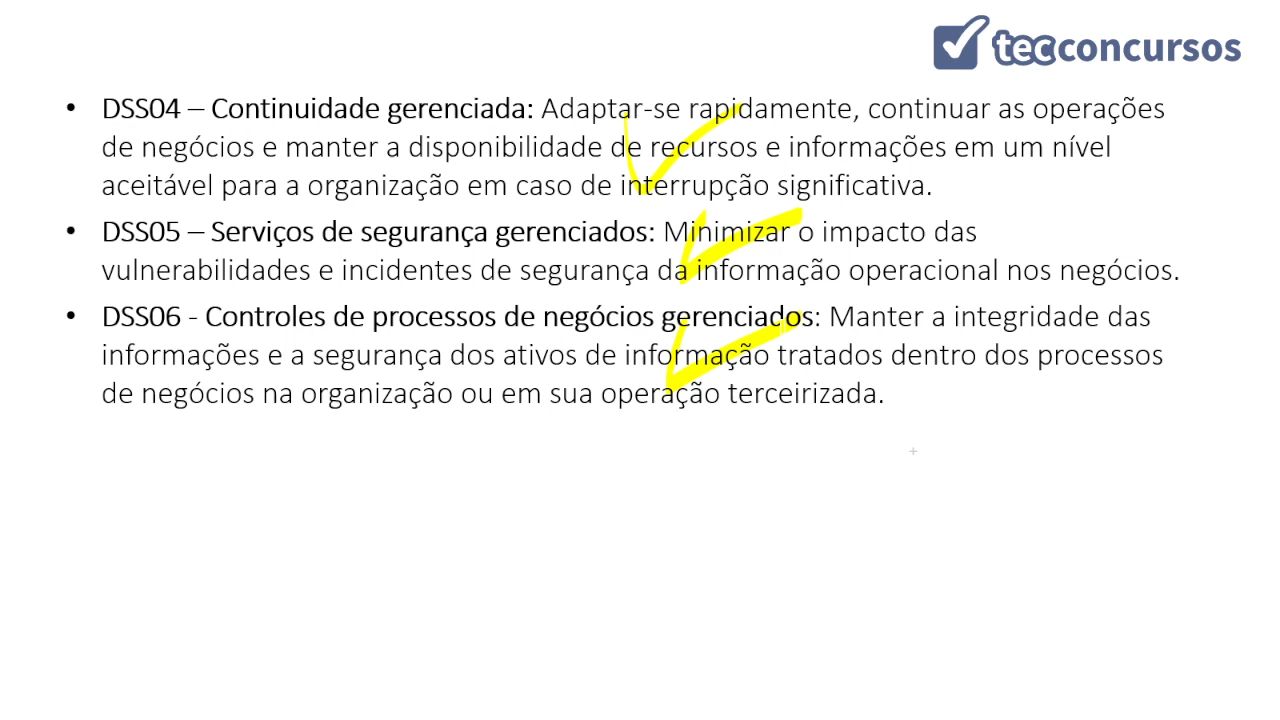 tecconcursos
• DSS04 – Continuidade gerenciada: Adaptar-se rapidamente, continuar as operações
de negócios e manter a disponibilidade de recursos e informações em um nível
aceitável para a organização em caso de interrupção significativa.
• DSS05 – Serviços de segurança gerenciados: Minimizar o impacto das
vulnerabilidades e incidentes de segurança da informação operacional nos negócios.
• DSS06 - Controles de processos de negócios gerenciados: Manter a integridade das
informações e a segurança dos ativos de informação tratados dentro dos processos
de negócios na organização ou em sua operação terceirizada.